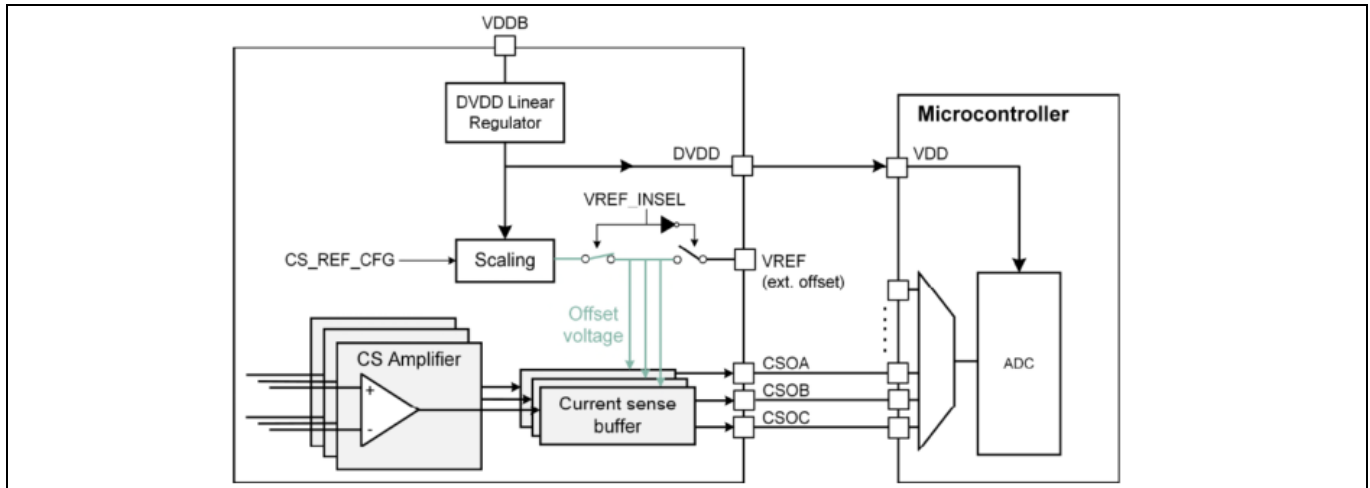 VDDB
DVDD Linear
Regulator
Microcontroller
DVDD
VDD
VREF_INSEL
CS_REF_CFG
Scaling
VREF
(ext. offset)
Offset
voltage
CS Amplifier
+
-
Current sense
buffer
CSOA
CSOB
CSOC
ADC